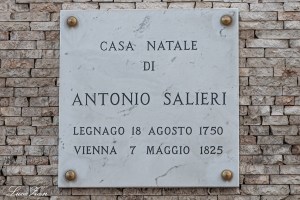 CASA NATALE
DI
ANTONIO SALIERI
LEGNAGO 18 AGOSTO 1750
VIENNA 7 MAGGIO 1825